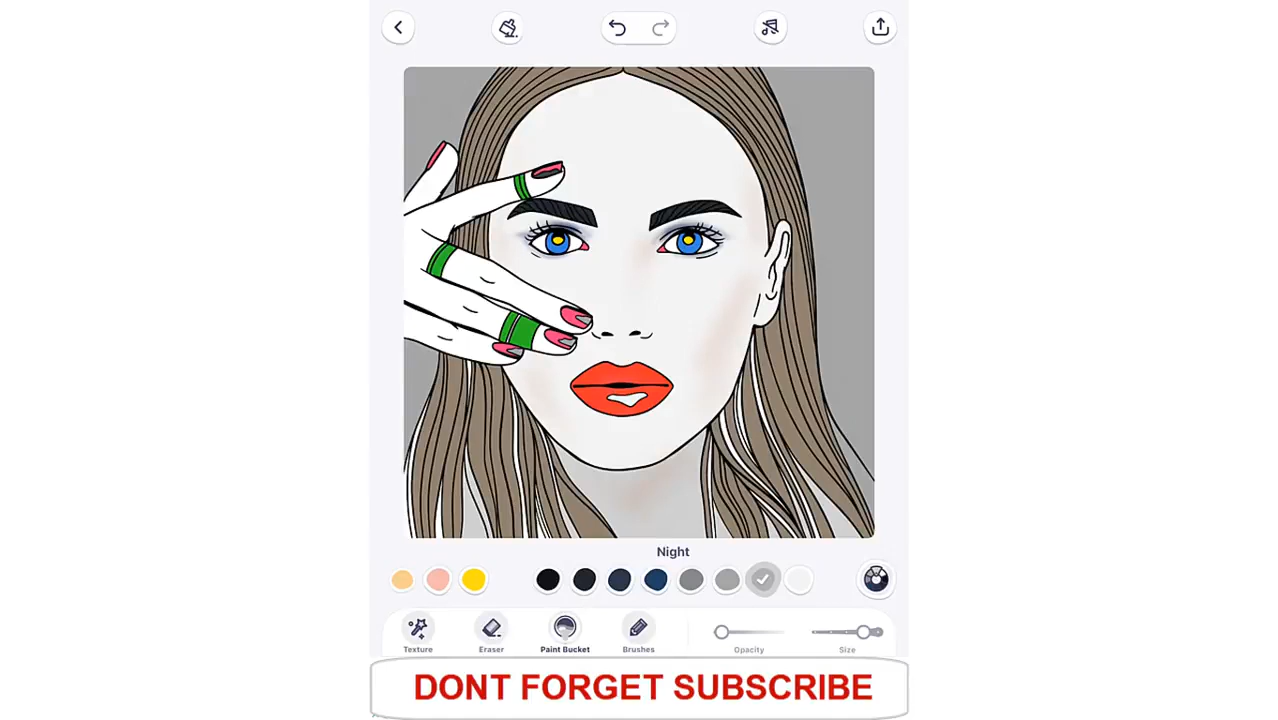 Night
Texture
Eraser
Paint Bucket
Brushes
Opacity
Size
DONT FORGET SUBSCRIBE